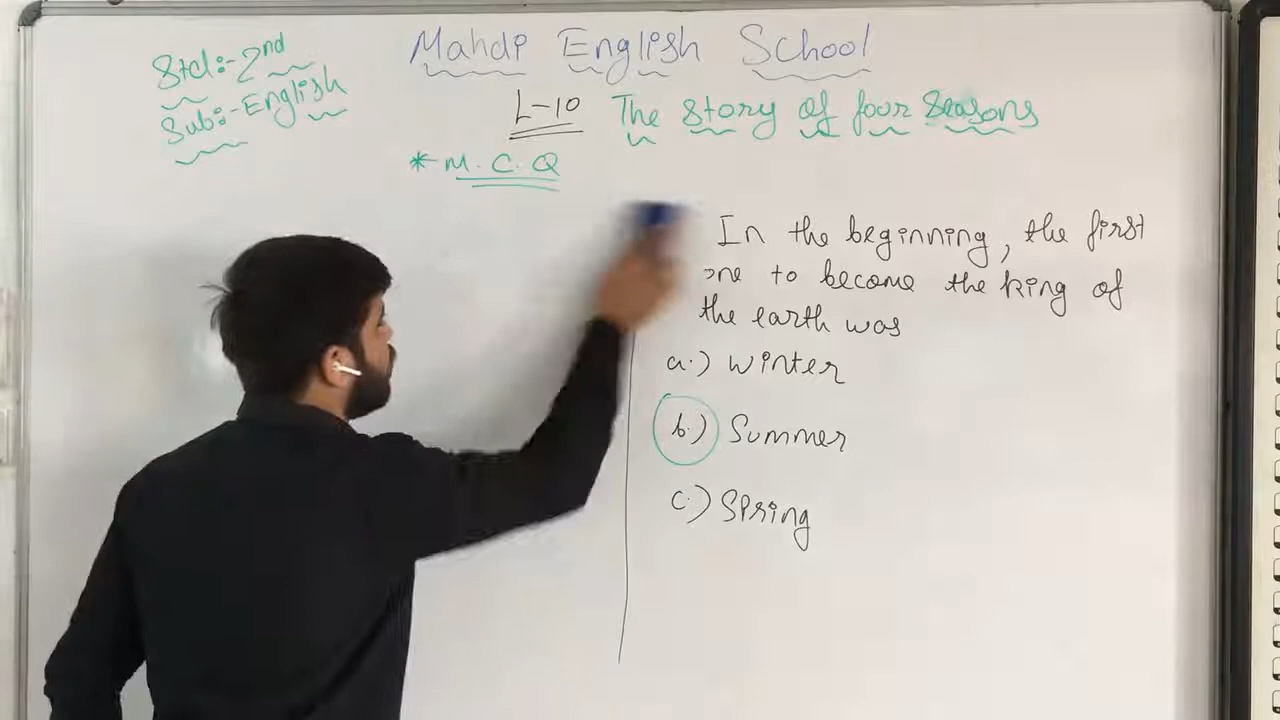 Mahdi English School
Std:-2nd
Sub:-English
L-10 The Story of four Seasons
* M.C.Q
In the beginning, the first
one to become the king of
the earth was
a.) Winter
b.) Summer
c.) Spring